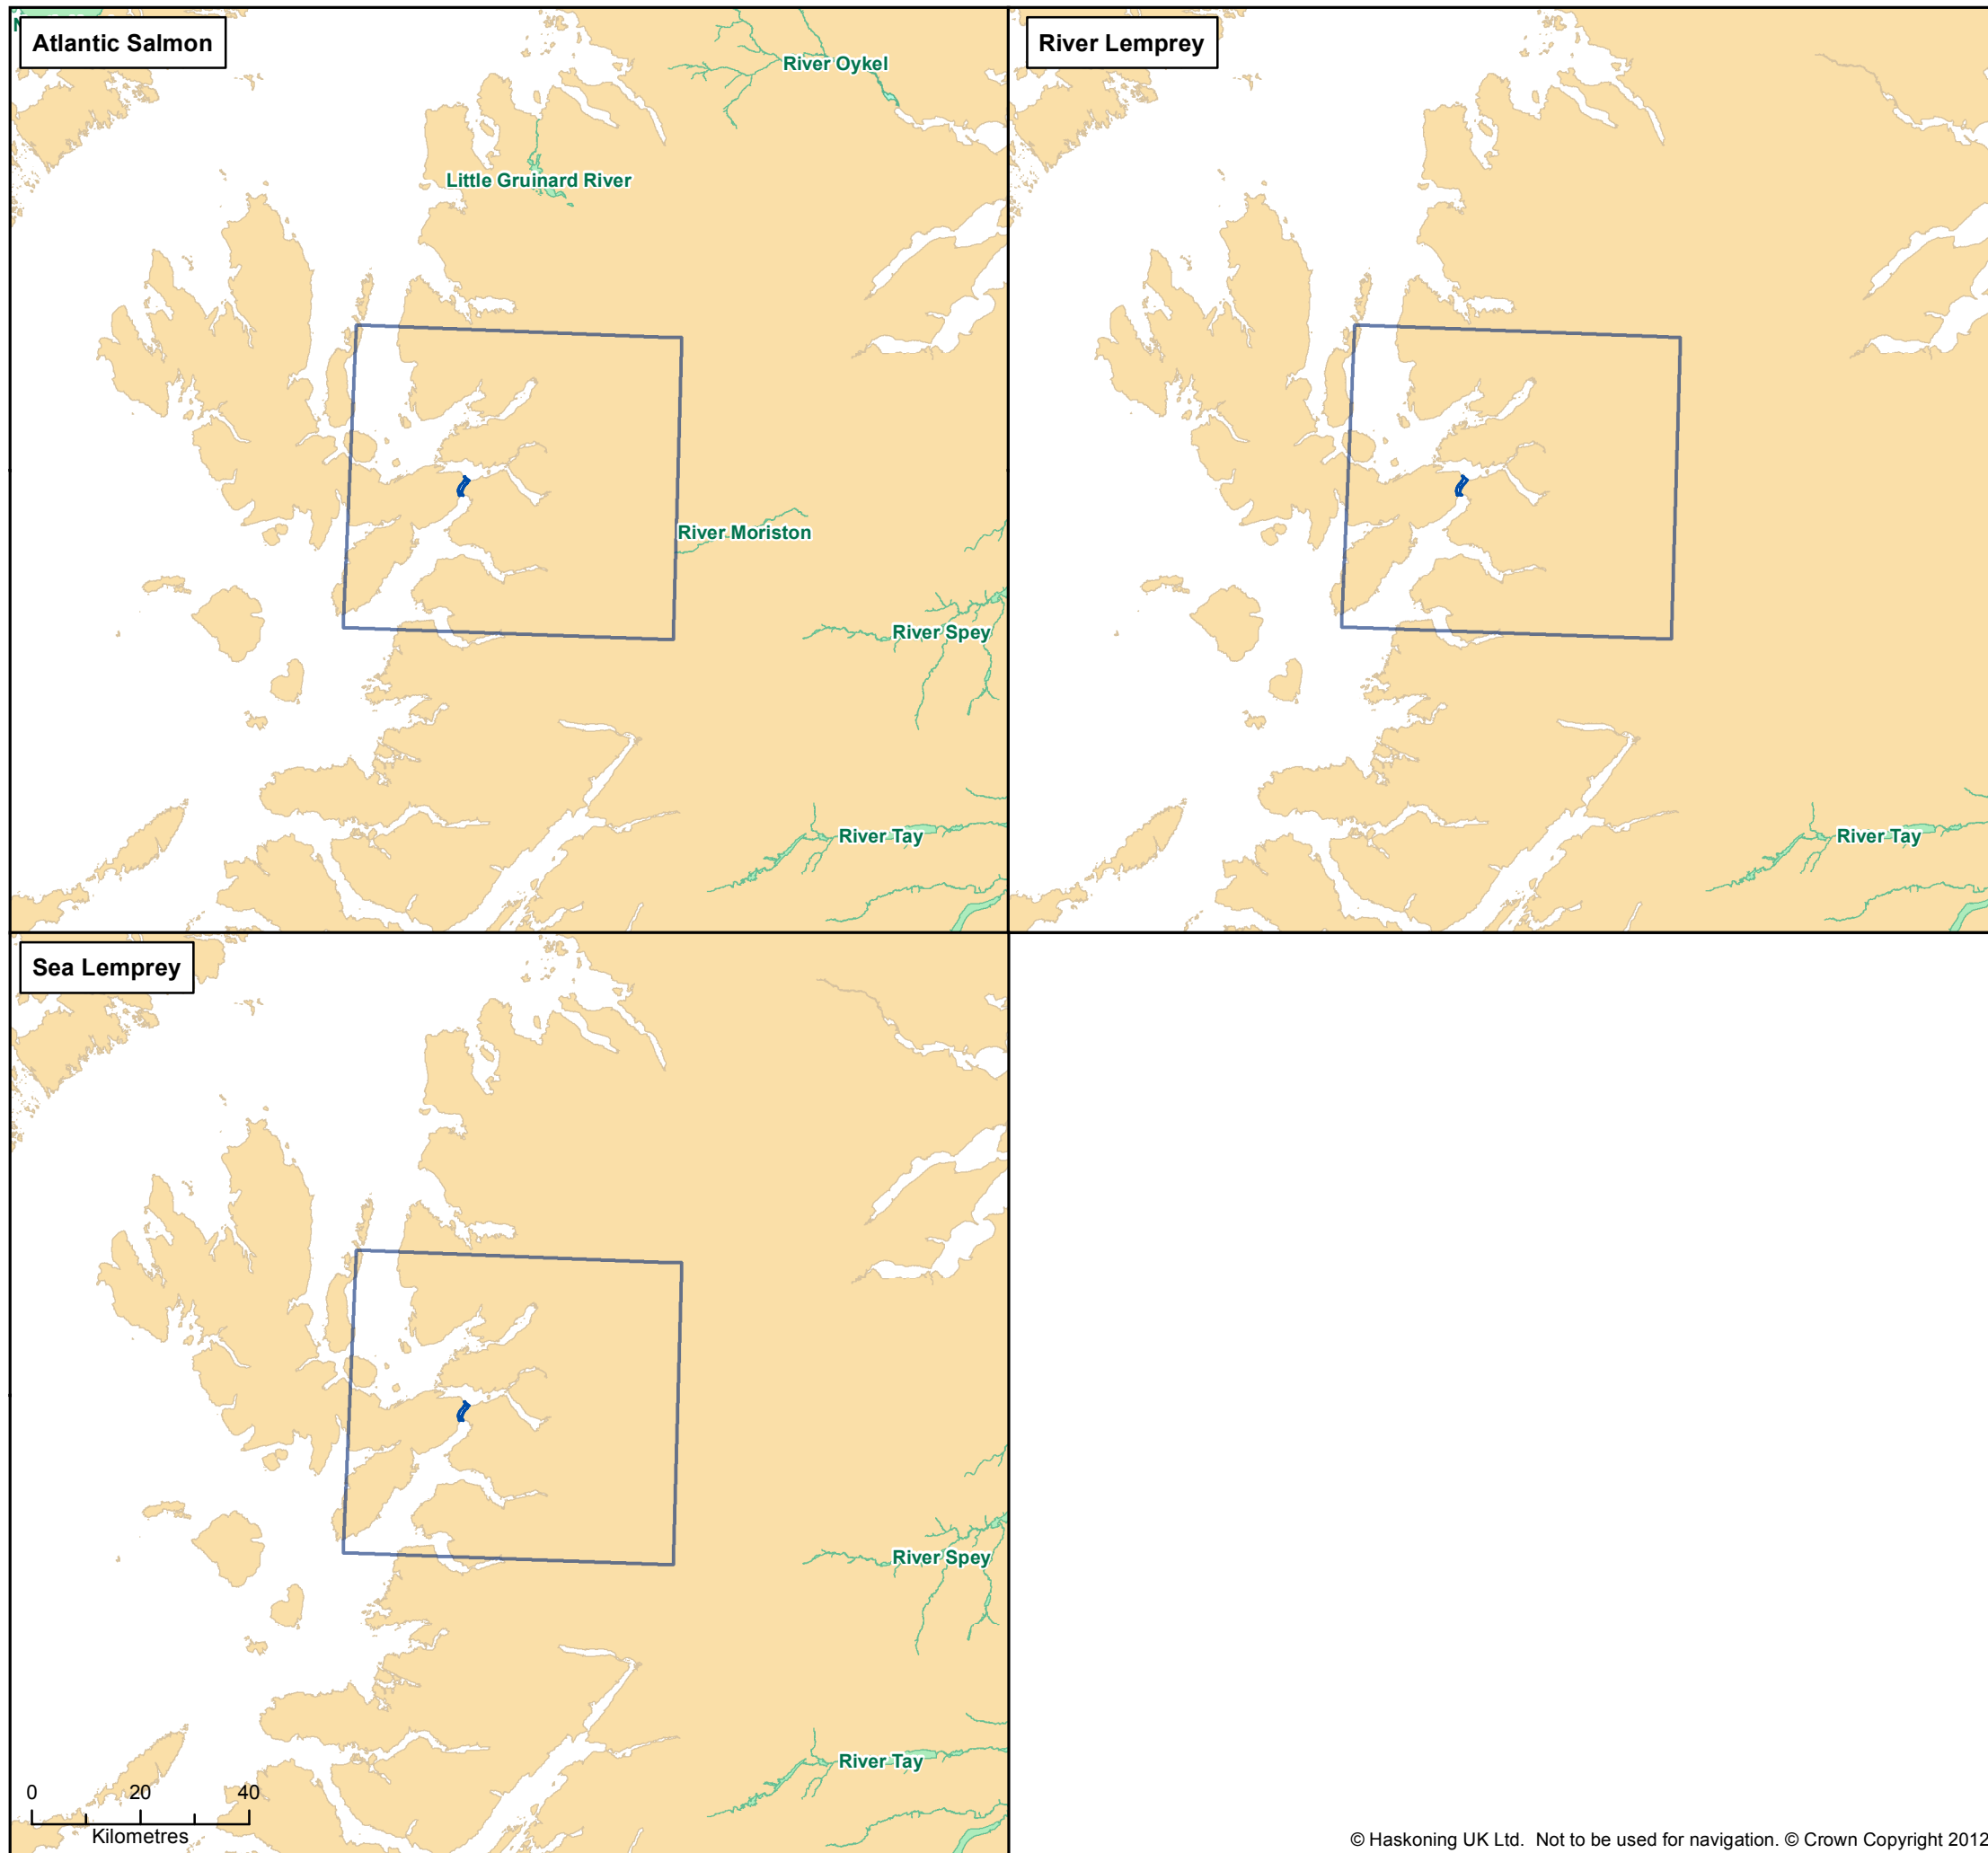 Atlantic Salmon
River Oykel
Little Gruinard River
River Moriston
River Spey
River Tay
River Lemprey
River Tay
Sea Lemprey
River Spey
River Tay
0 20 40
Kilometres
© Haskoning UK Ltd. Not to be used for navigation. © Crown Copyright 2012